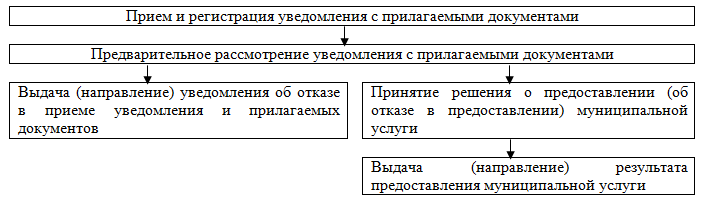 Прием и регистрация уведомления с прилагаемыми документами
Предварительное рассмотрение уведомления с прилагаемыми документами
Выдача (направление) уведомления об отказе
в приеме уведомления и прилагаемых
документов
Принятие решения о предоставлении (об
отказе в предоставлении) муниципальной
услуги
Выдача (направление) результата
предоставления муниципальной услуги